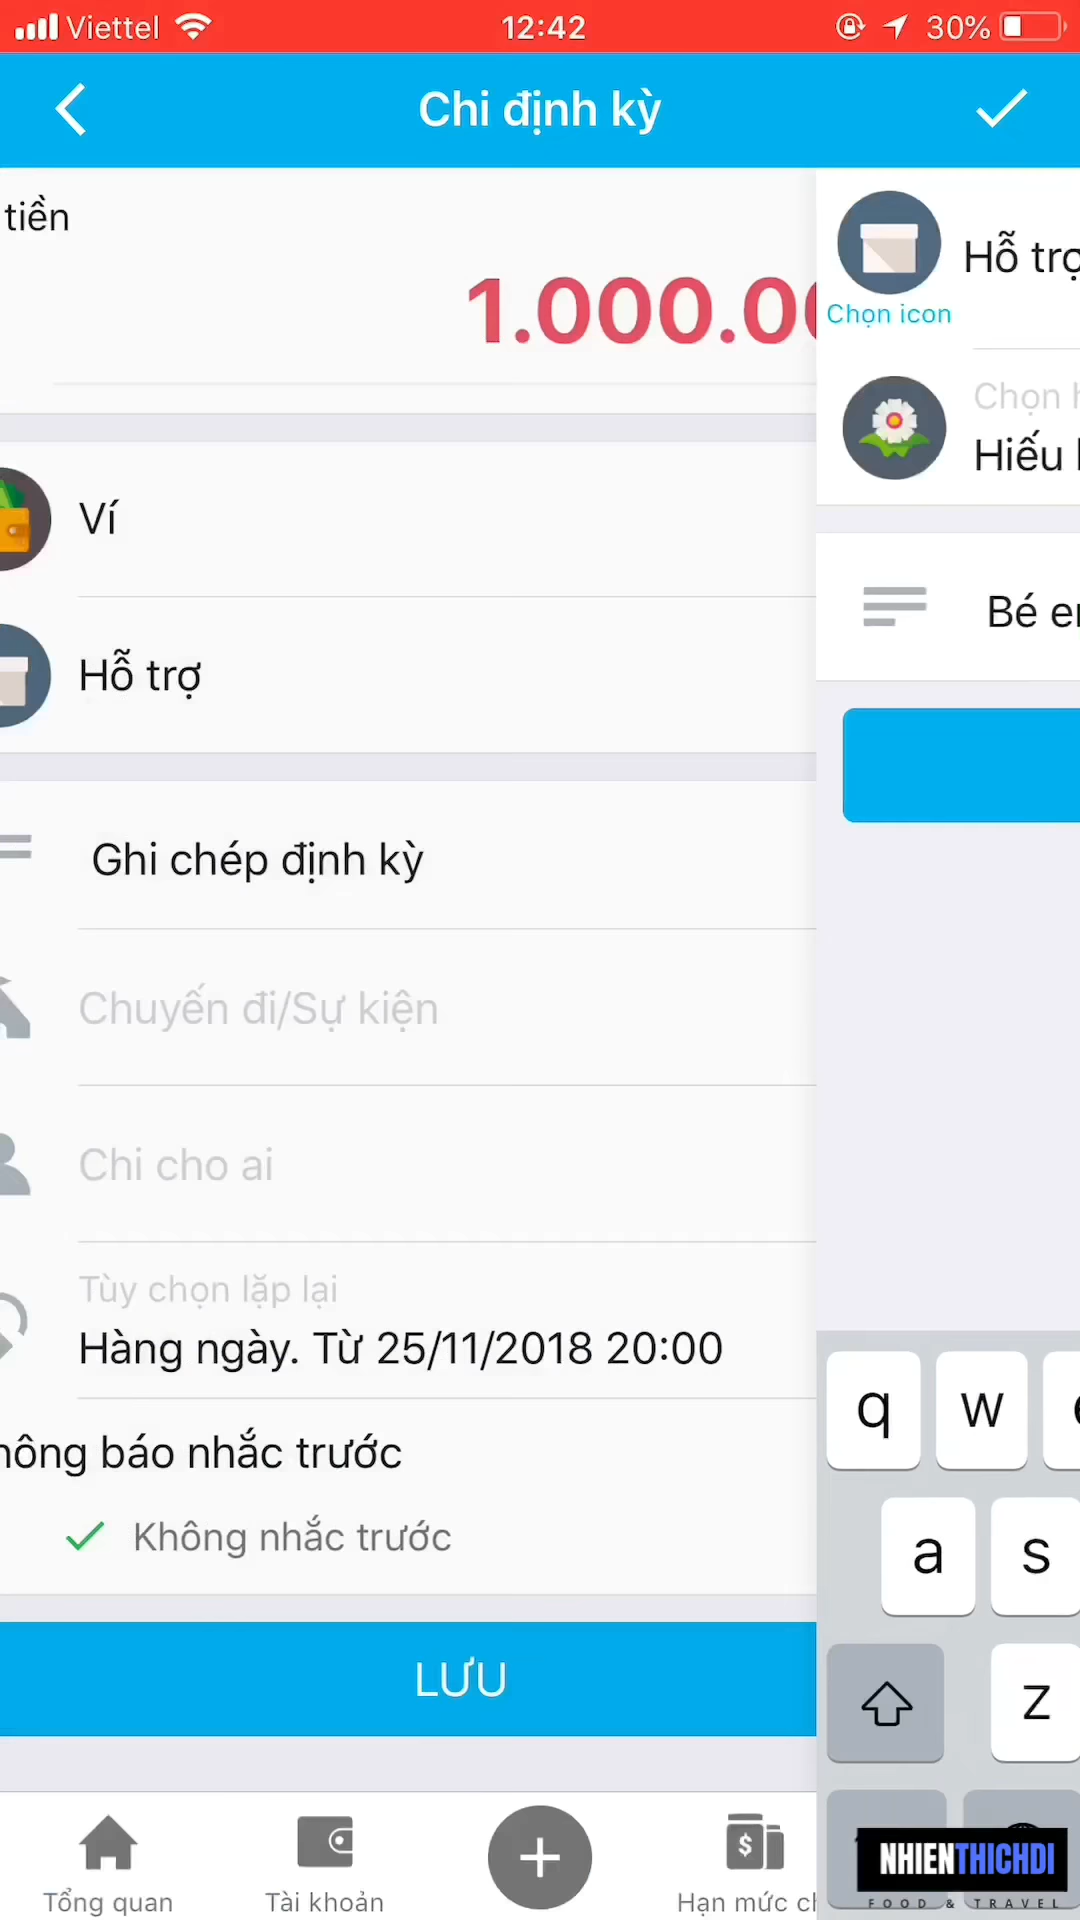 Viettel 12:42 30%
Chi định kỳ
tiền
1.000.0
Ví
Hỗ trợ
Ghi chép định kỳ
Chuyến đi/Sự kiện
Chi cho ai
Tùy chọn lặp lại
Hàng ngày. Từ 25/11/2018 20:00
báo nhắc trước
Không nhắc trước
LƯU
Tổng quan
Tài khoản
Hạn mức
Hỗ
Chọn icon
Chọn
Hiếu
Bé
q w
a s
z
NHIENTHICHDI
FOOD & TRAVEL